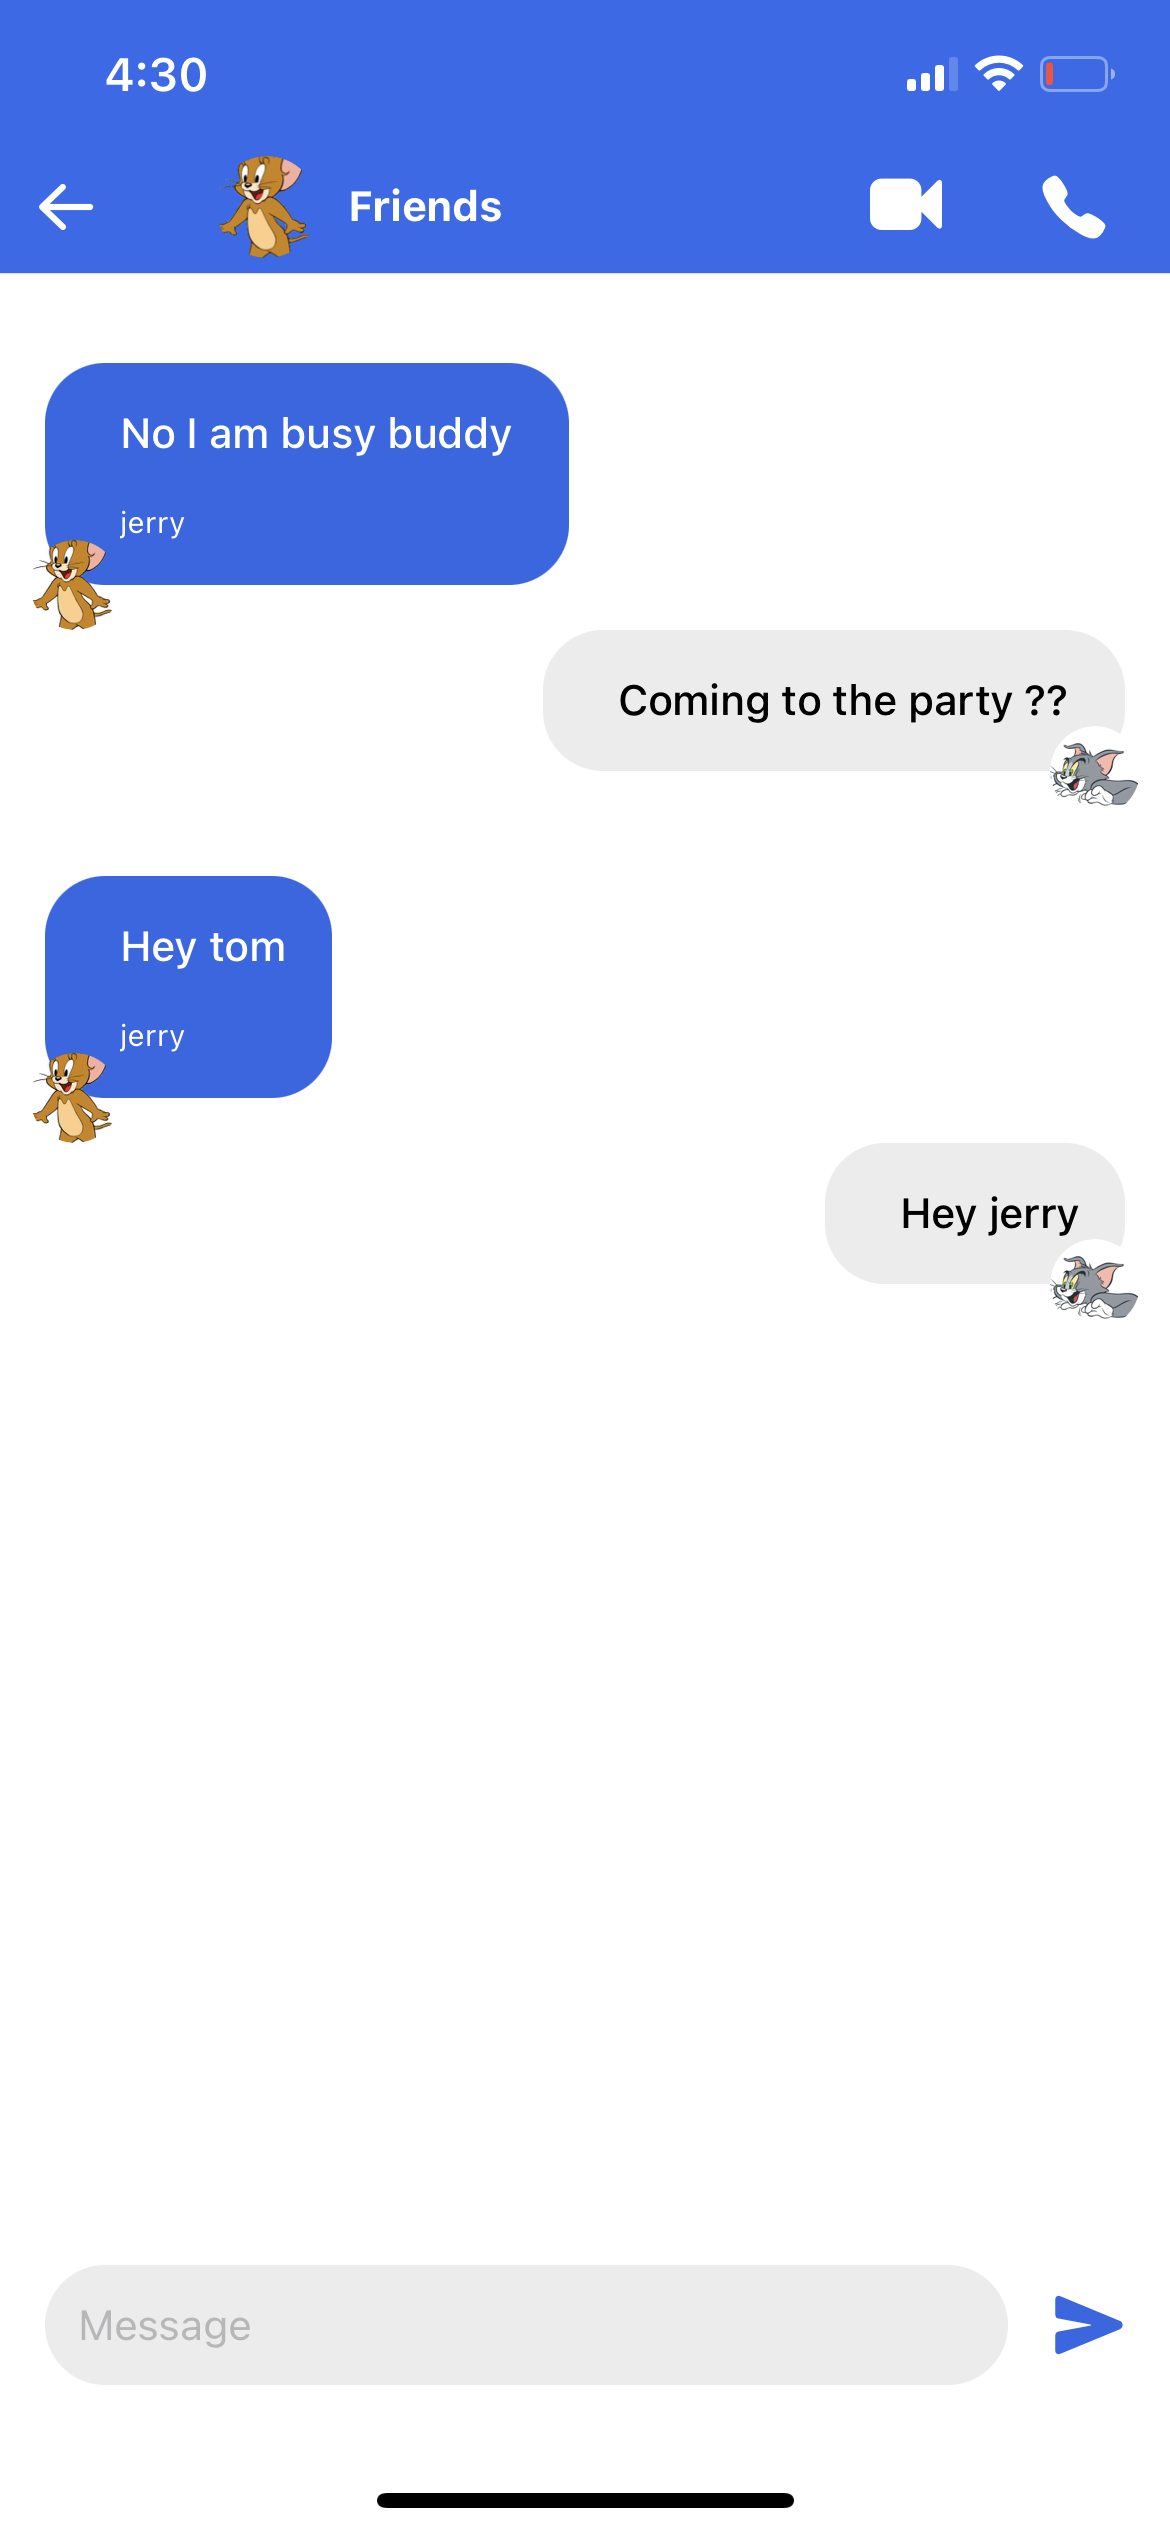 4:30
Friends
No I am busy buddy
jerry
Coming to the party ??
Hey tom
jerry
Hey jerry
Message